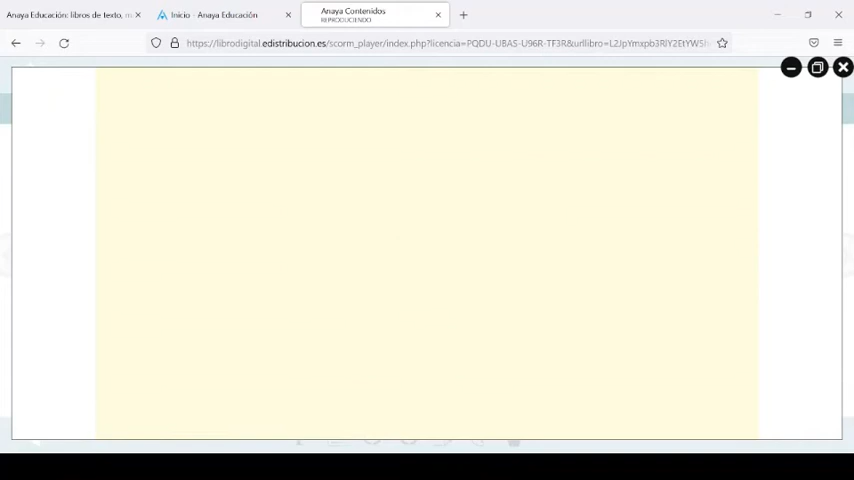 Anaya Educación: libros de texto, m
Inicio - Anaya Educación
Anaya Contenidos
REPRODUCIENDO
https://librodigital.edistribucion.es/scorm_player/index.php?licencia=PQDU-UBAS-U96R-TF3R&urllibro=L2JpYmxpb3RlY2EtYW5h